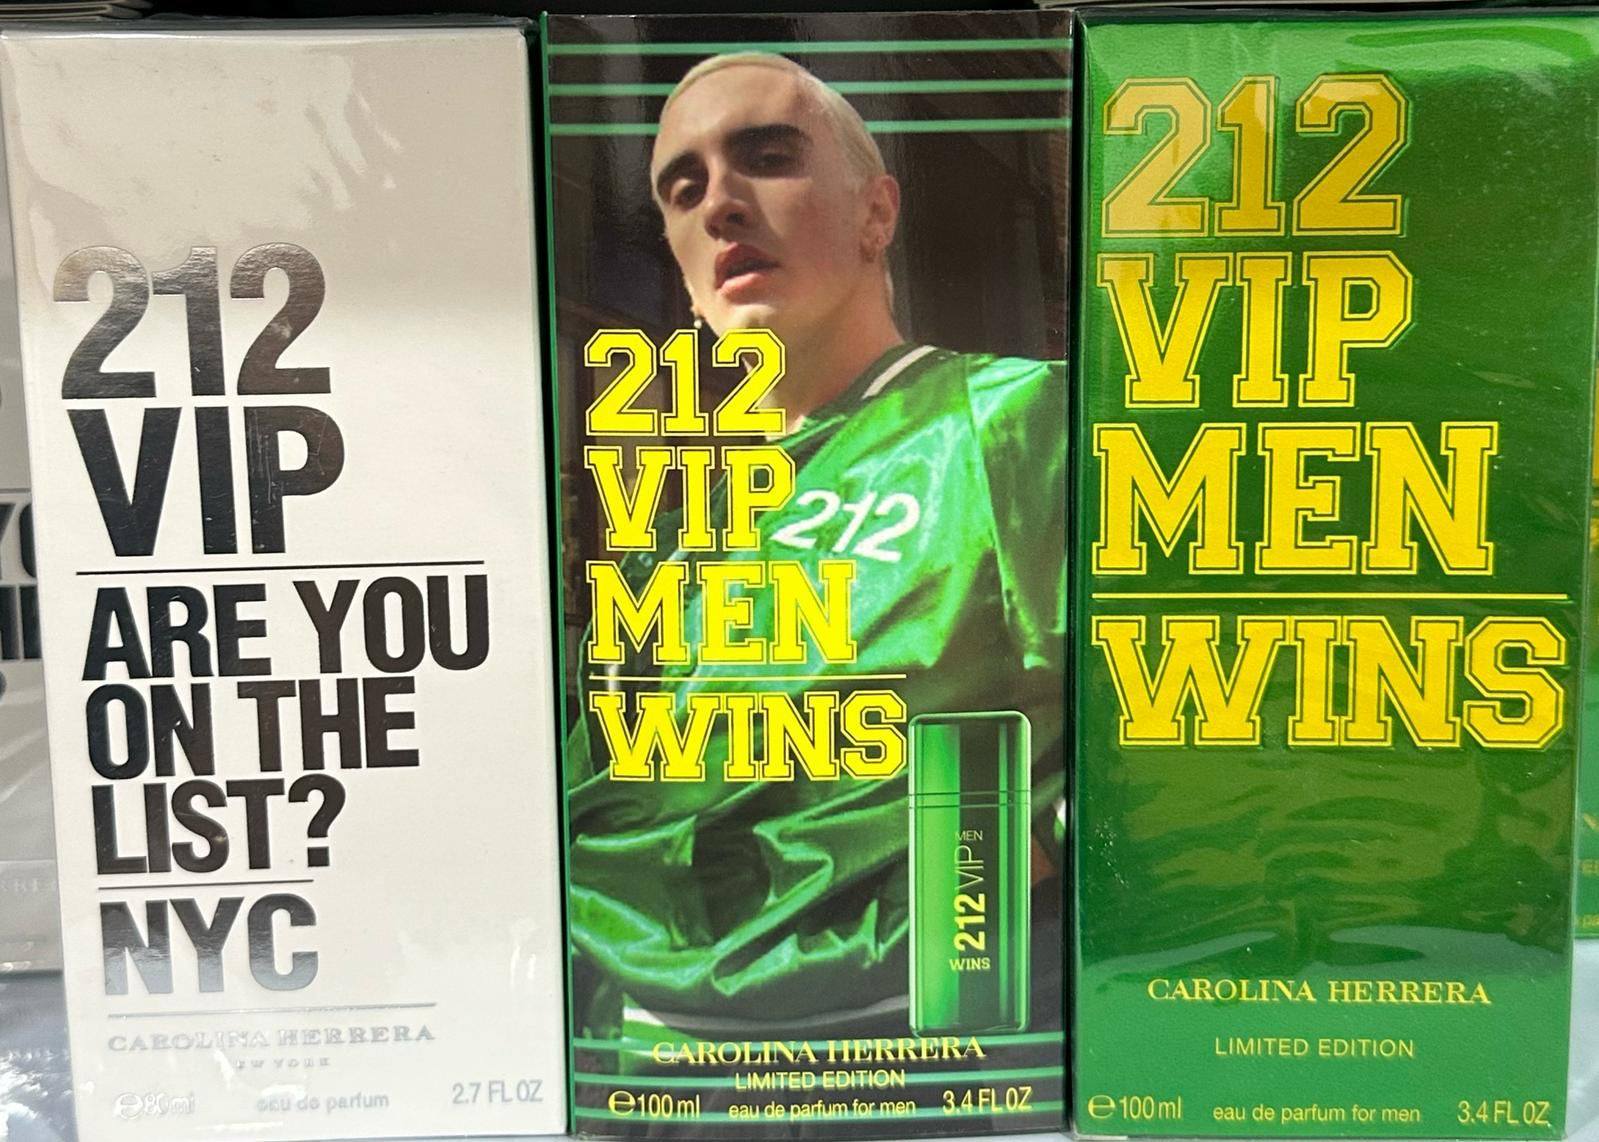 212
VIP
ARE YOU
ON THE
LIST?
NYC
CAROLINA HERRERA
NEW YORK
℮80ml eau de parfum 2.7 FL OZ
212
VIP
MEN
WINS
212
212 VIP MEN
WINS
CAROLINA HERRERA
LIMITED EDITION
℮100ml eau de parfum for men 3.4 FL OZ
212
VIP
MEN
WINS
CAROLINA HERRERA
LIMITED EDITION
℮100ml eau de parfum for men 3.4 FL OZ.